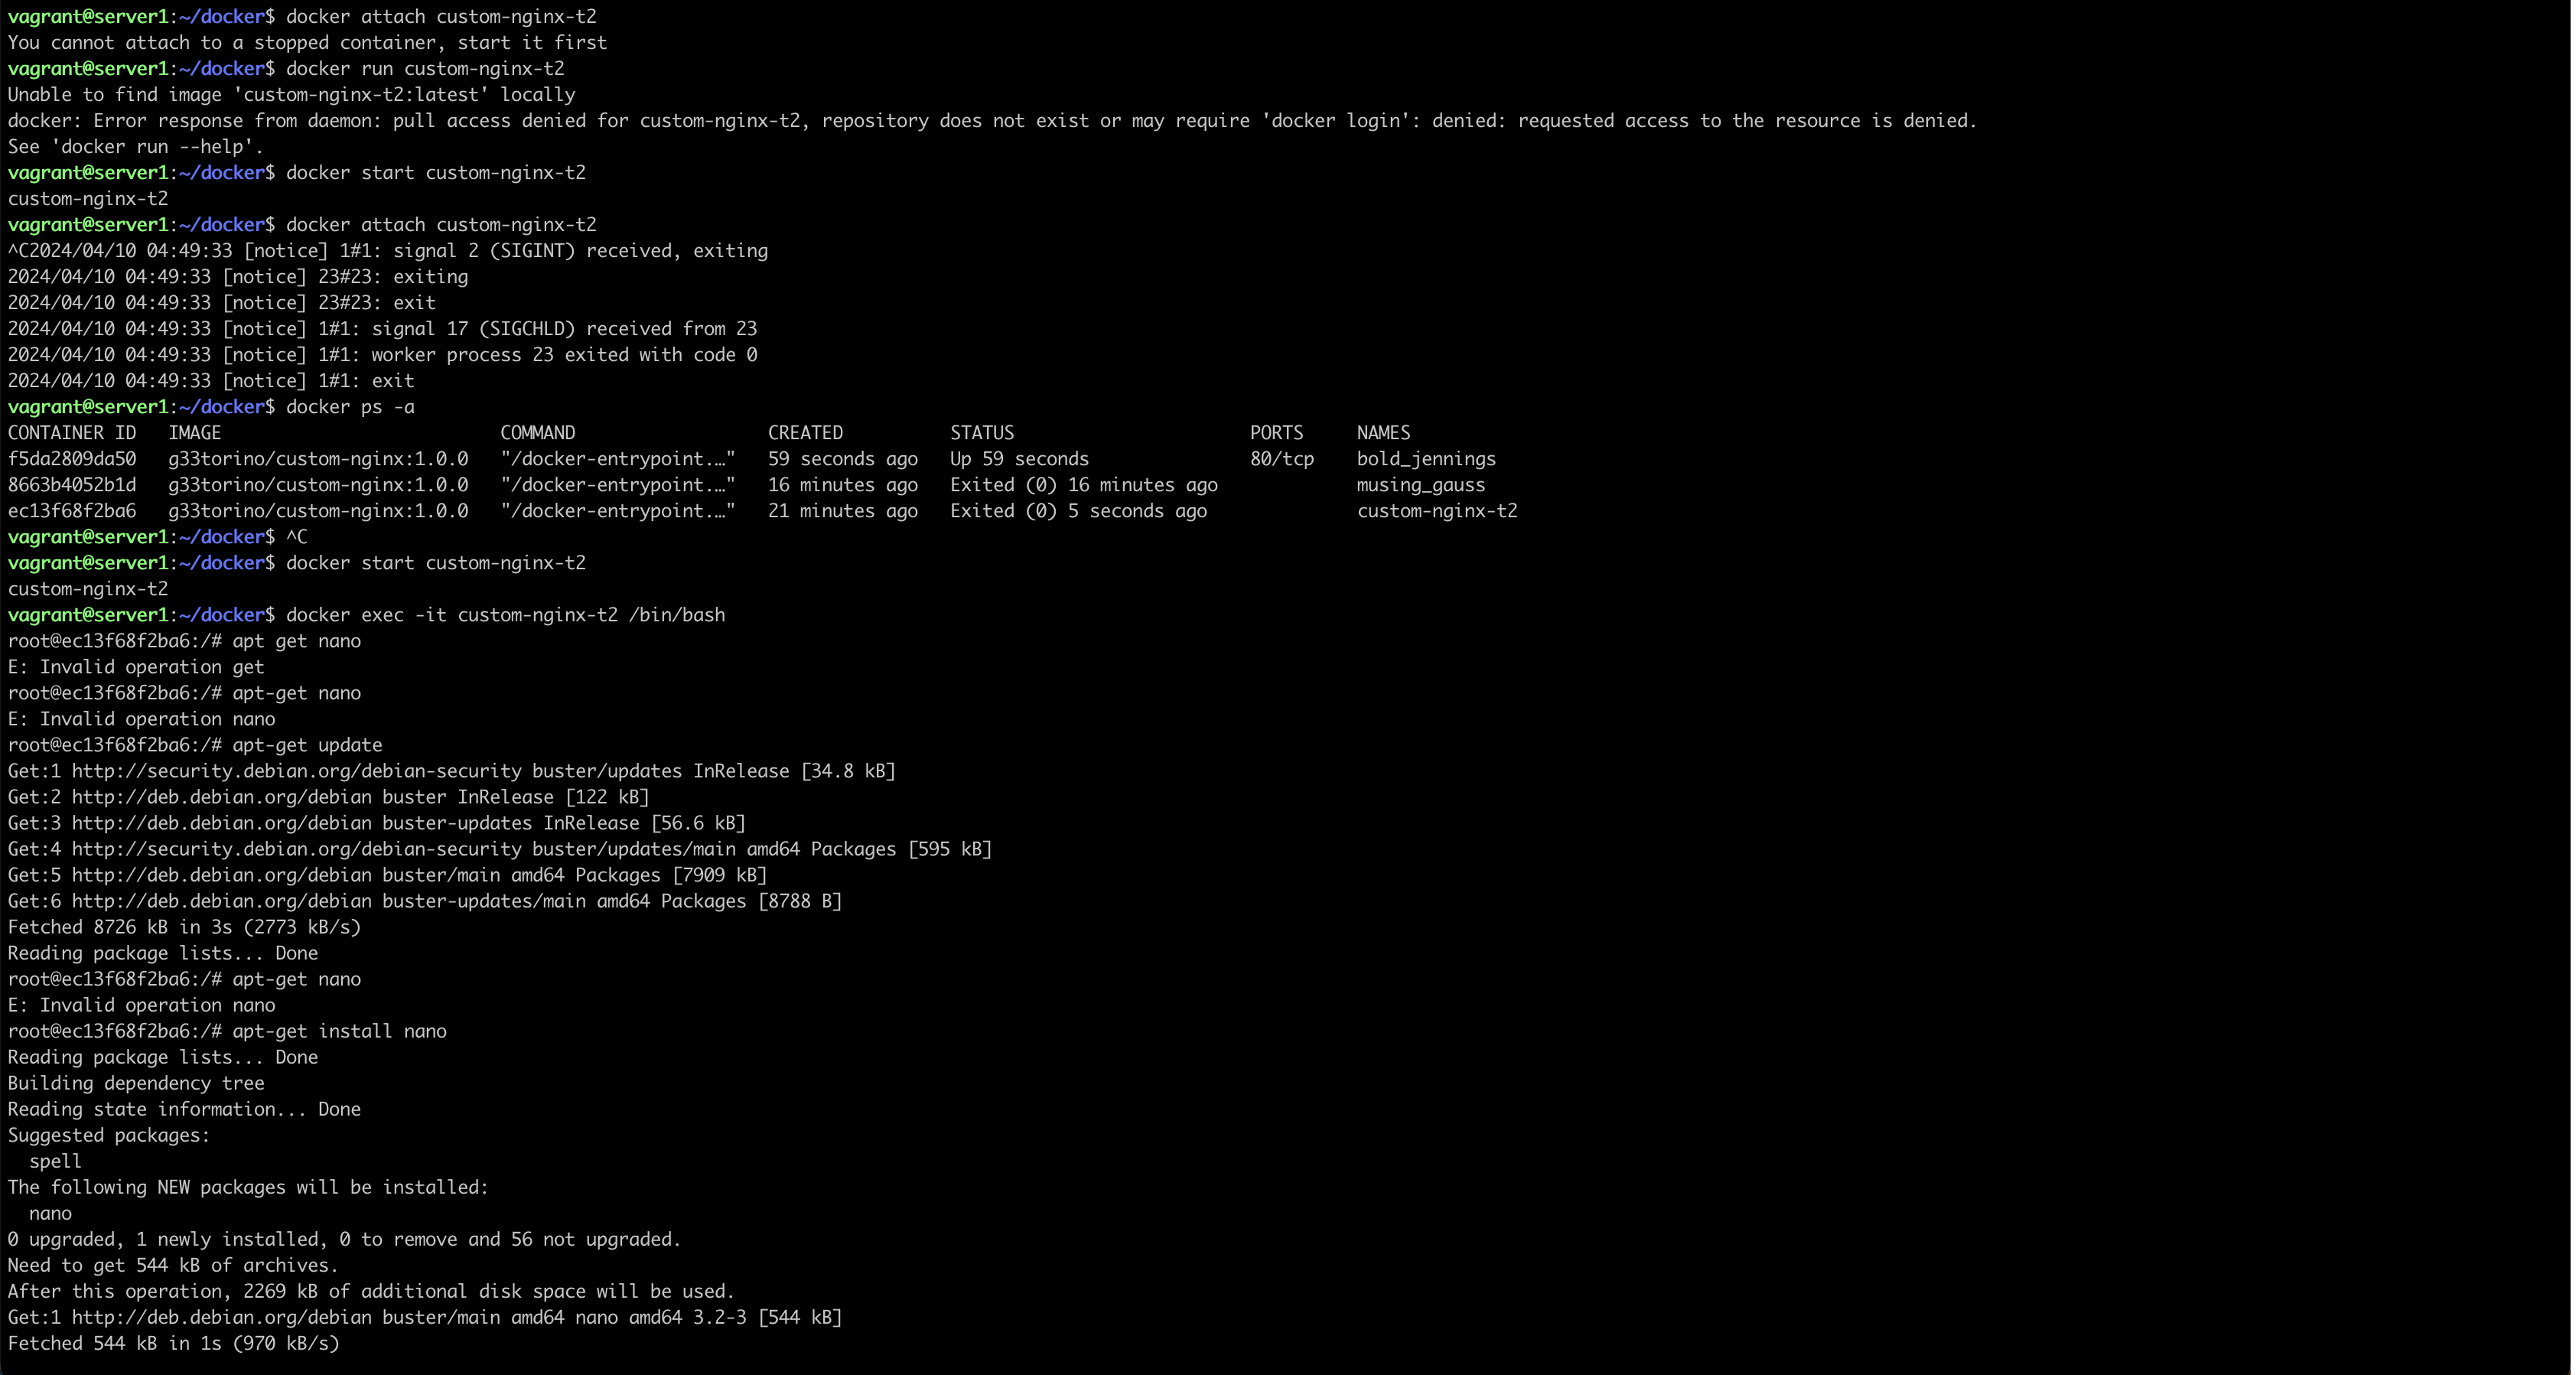 vagrant@server1:~/docker$ docker attach custom-nginx-t2
You cannot attach to a stopped container, start it first
vagrant@server1:~/docker$ docker run custom-nginx-t2
Unable to find image 'custom-nginx-t2:latest' locally
docker: Error response from daemon: pull access denied for custom-nginx-t2, repository does not exist or may require 'docker login': denied: requested access to the resource is denied.
See 'docker run --help'.
vagrant@server1:~/docker$ docker start custom-nginx-t2
custom-nginx-t2
vagrant@server1:~/docker$ docker attach custom-nginx-t2
^C2024/04/10 04:49:33 [notice] 1#1: signal 2 (SIGINT) received, exiting
2024/04/10 04:49:33 [notice] 23#23: exiting
2024/04/10 04:49:33 [notice] 23#23: exit
2024/04/10 04:49:33 [notice] 1#1: signal 17 (SIGCHLD) received from 23
2024/04/10 04:49:33 [notice] 1#1: worker process 23 exited with code 0
2024/04/10 04:49:33 [notice] 1#1: exit
vagrant@server1:~/docker$ docker ps -a
CONTAINER ID   IMAGE                          COMMAND                  CREATED          STATUS                      PORTS     NAMES
f5da2809da50   g33torino/custom-nginx:1.0.0   "/docker-entrypoint.…"   59 seconds ago   Up 59 seconds               80/tcp    bold_jennings
8663b4052b1d   g33torino/custom-nginx:1.0.0   "/docker-entrypoint.…"   16 minutes ago   Exited (0) 16 minutes ago             musing_gauss
ec13f68f2ba6   g33torino/custom-nginx:1.0.0   "/docker-entrypoint.…"   21 minutes ago   Exited (0) 5 seconds ago              custom-nginx-t2
vagrant@server1:~/docker$ ^C
vagrant@server1:~/docker$ docker start custom-nginx-t2
custom-nginx-t2
vagrant@server1:~/docker$ docker exec -it custom-nginx-t2 /bin/bash
root@ec13f68f2ba6:/# apt get nano
E: Invalid operation get
root@ec13f68f2ba6:/# apt-get nano
E: Invalid operation nano
root@ec13f68f2ba6:/# apt-get update
Get:1 http://security.debian.org/debian-security buster/updates InRelease [34.8 kB]
Get:2 http://deb.debian.org/debian buster InRelease [122 kB]
Get:3 http://deb.debian.org/debian buster-updates InRelease [56.6 kB]
Get:4 http://security.debian.org/debian-security buster/updates/main amd64 Packages [595 kB]
Get:5 http://deb.debian.org/debian buster/main amd64 Packages [7909 kB]
Get:6 http://deb.debian.org/debian buster-updates/main amd64 Packages [8788 B]
Fetched 8726 kB in 3s (2773 kB/s)
Reading package lists... Done
root@ec13f68f2ba6:/# apt-get nano
E: Invalid operation nano
root@ec13f68f2ba6:/# apt-get install nano
Reading package lists... Done
Building dependency tree
Reading state information... Done
Suggested packages:
  spell
The following NEW packages will be installed:
  nano
0 upgraded, 1 newly installed, 0 to remove and 56 not upgraded.
Need to get 544 kB of archives.
After this operation, 2269 kB of additional disk space will be used.
Get:1 http://deb.debian.org/debian buster/main amd64 nano amd64 3.2-3 [544 kB]
Fetched 544 kB in 1s (970 kB/s)